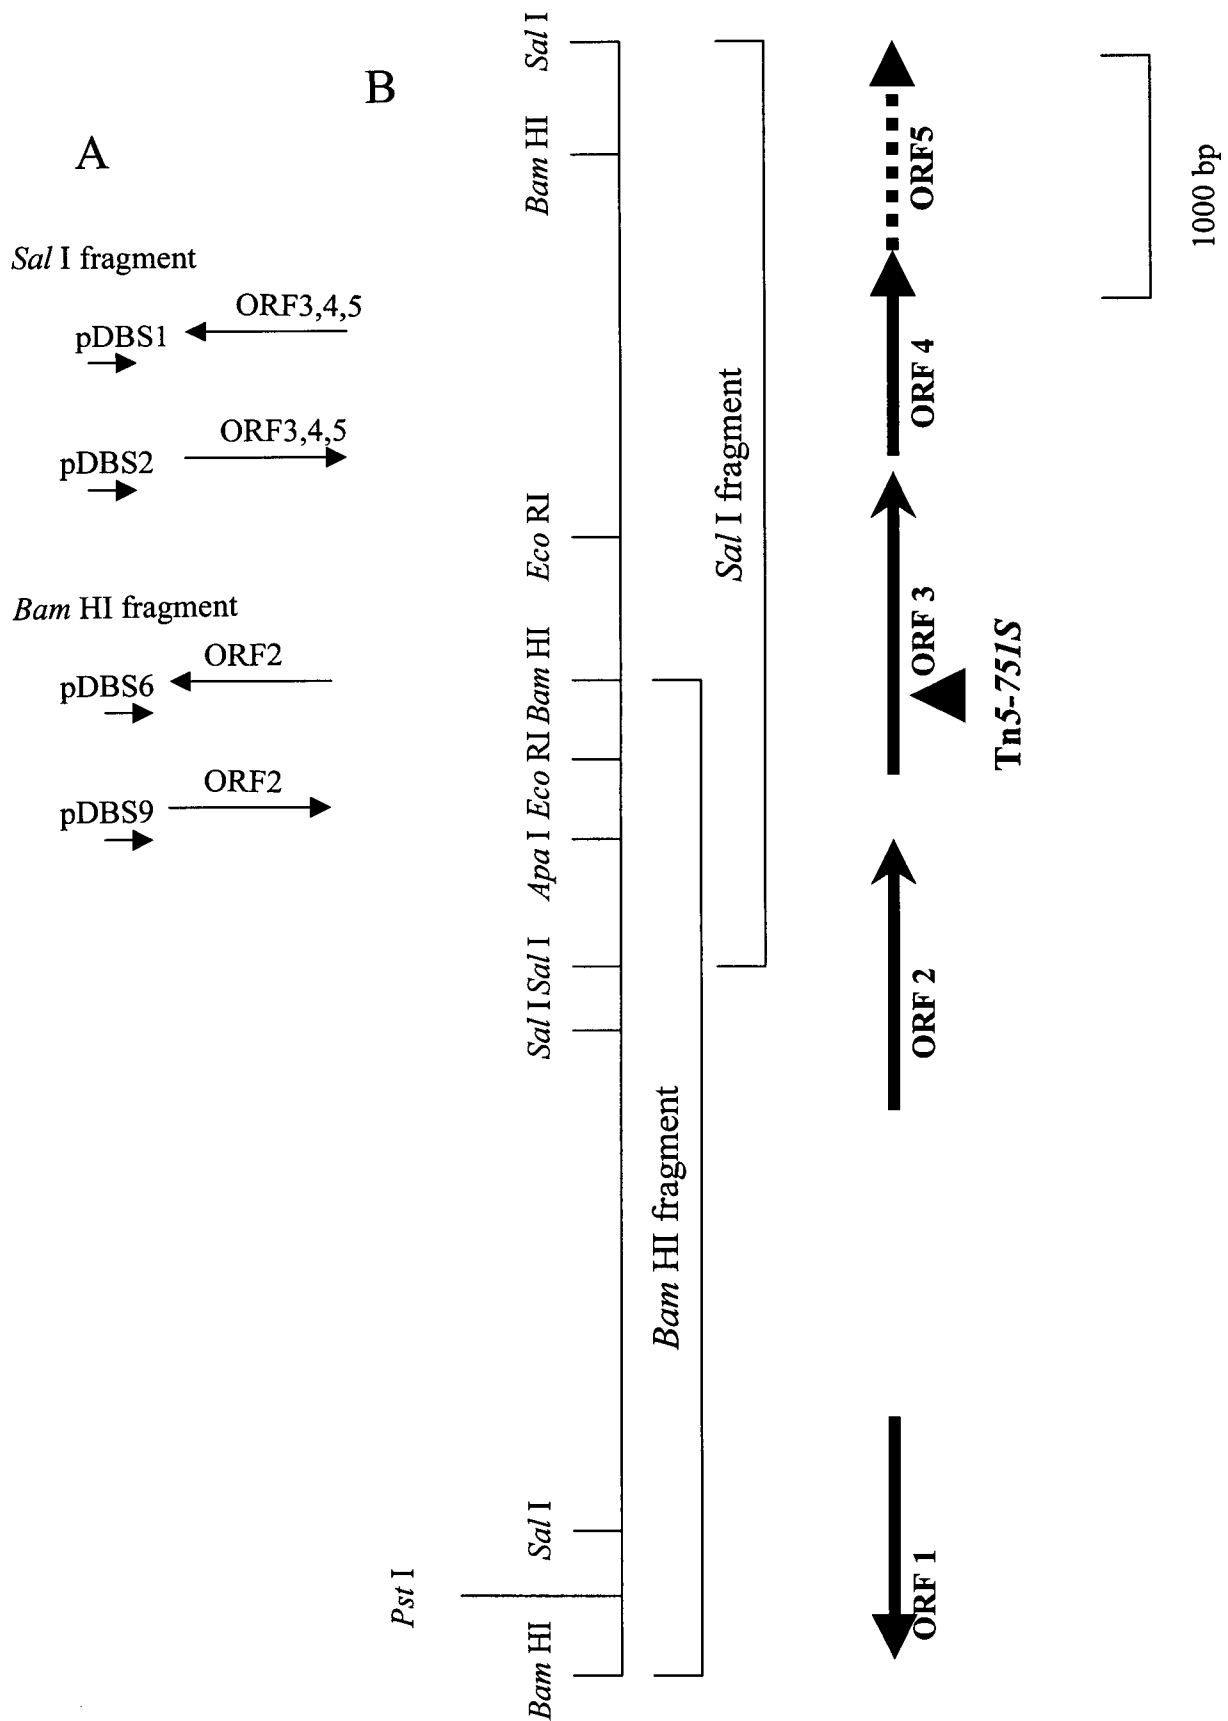 A
Sal I fragment
ORF3,4,5
pDBS1
ORF3,4,5
pDBS2
Bam HI fragment
ORF2
pDBS6
ORF2
pDBS9
B
Pst I
Bam HI
Sal I
Sal I
Sal I
Apa I
Eco RI
Bam HI
Eco RI
Bam HI
Sal I
Bam HI fragment
Sal I fragment
ORF 1
ORF 2
ORF 3
ORF 4
ORF5
Tn5-751S
1000 bp